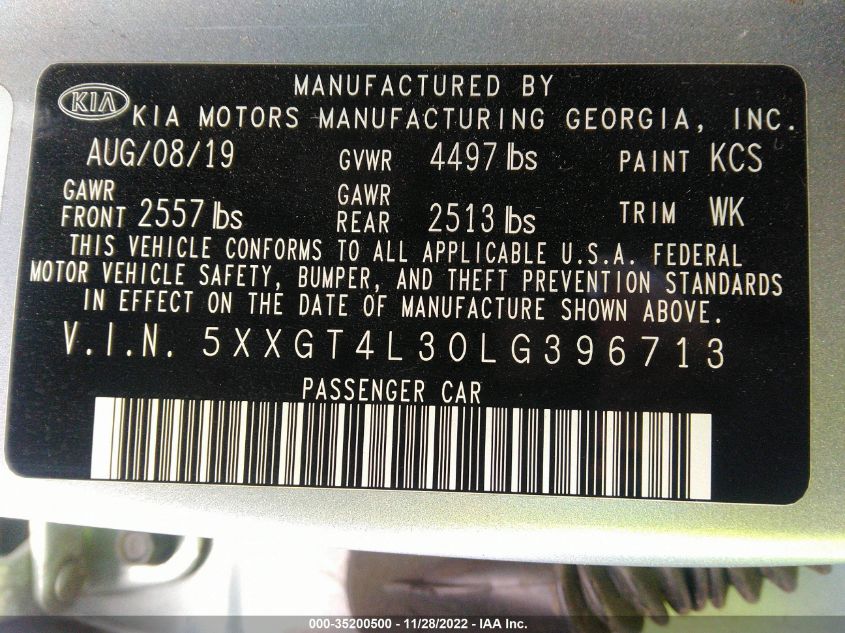 MANUFACTURED BY
KIA KIA MOTORS MANUFACTURING GEORGIA, INC.
AUG/08/19 GVWR 4497 lbs PAINT KCS
GAWR FRONT 2557 lbs GAWR REAR 2513 lbs TRIM WK
THIS VEHICLE CONFORMS TO ALL APPLICABLE U.S.A. FEDERAL
MOTOR VEHICLE SAFETY, BUMPER, AND THEFT PREVENTION STANDARDS
IN EFFECT ON THE DATE OF MANUFACTURE SHOWN ABOVE.
V.I.N. 5XXGT4L30LG396713
PASSENGER CAR
000-35200500 - 11/28/2022 - IAA Inc.